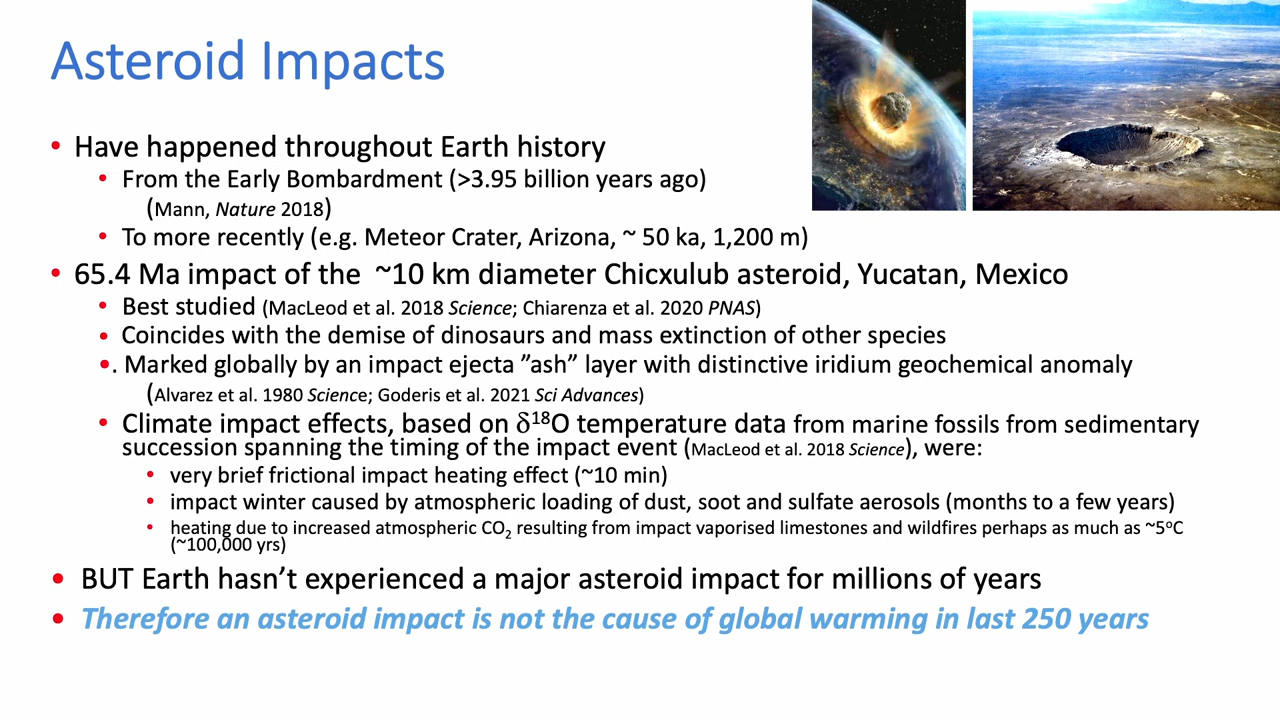 Asteroid Impacts
• Have happened throughout Earth history
• From the Early Bombardment (>3.95 billion years ago)
(Mann, Nature 2018)
• To more recently (e.g. Meteor Crater, Arizona, ~ 50 ka, 1,200 m)
• 65.4 Ma impact of the ~10 km diameter Chicxulub asteroid, Yucatan, Mexico
• Best studied (MacLeod et al. 2018 Science; Chiarenza et al. 2020 PNAS)
• Coincides with the demise of dinosaurs and mass extinction of other species
•. Marked globally by an impact ejecta ”ash” layer with distinctive iridium geochemical anomaly
(Alvarez et al. 1980 Science; Goderis et al. 2021 Sci Advances)
• Climate impact effects, based on δ¹⁸O temperature data from marine fossils from sedimentary
succession spanning the timing of the impact event (MacLeod et al. 2018 Science), were:
• very brief frictional impact heating effect (~10 min)
• impact winter caused by atmospheric loading of dust, soot and sulfate aerosols (months to a few years)
• heating due to increased atmospheric CO₂ resulting from impact vaporised limestones and wildfires perhaps as much as ~5ºC
(~100,000 yrs)
• BUT Earth hasn’t experienced a major asteroid impact for millions of years
• Therefore an asteroid impact is not the cause of global warming in last 250 years